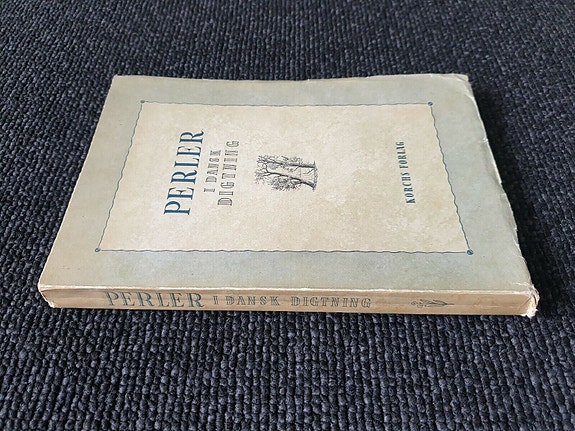 PERLER
I DANSK
DIGTNING
KORCHS FORLAG
PERLER I DANSK DIGTNING